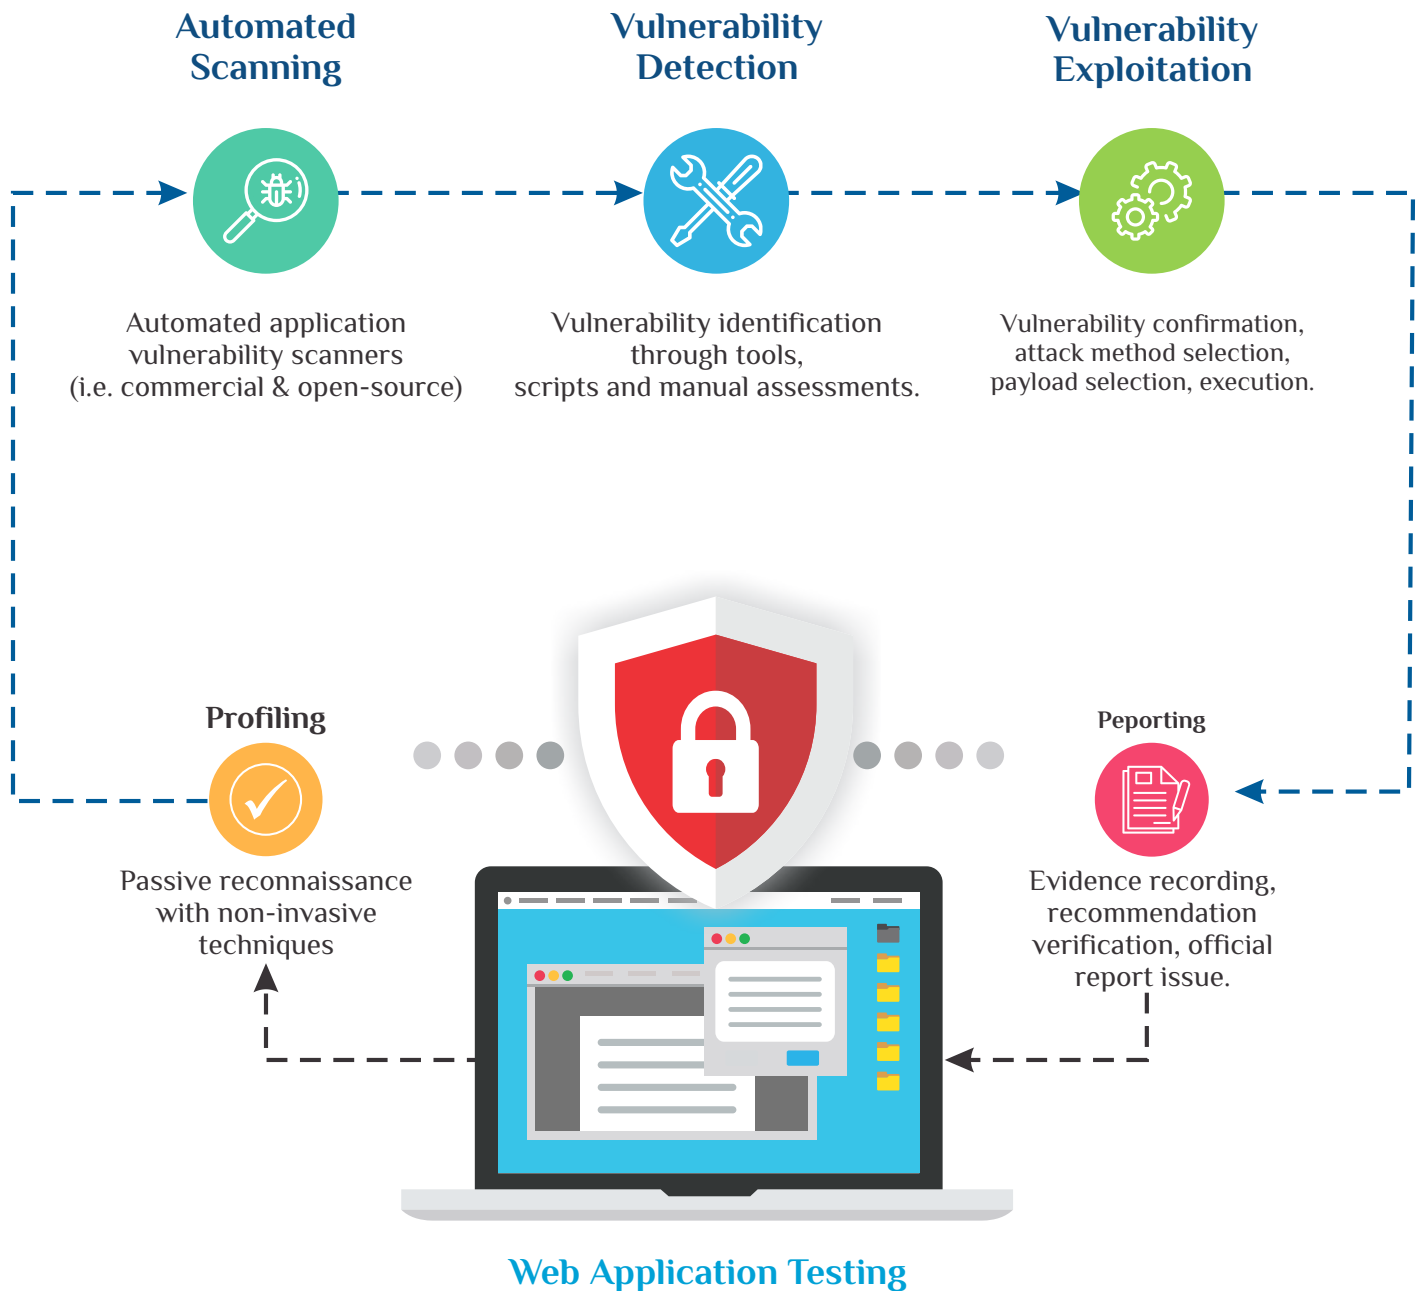 Automated
Scanning
Vulnerability
Detection
Vulnerability
Exploitation
Automated application
vulnerability scanners
(i.e. commercial & open-source)
Vulnerability identification
through tools,
scripts and manual assessments.
Vulnerability confirmation,
attack method selection,
payload selection, execution.
Profiling
Passive reconnaissance
with non-invasive
techniques
Peporting
Evidence recording,
recommendation
verification, official
report issue.
Web Application Testing